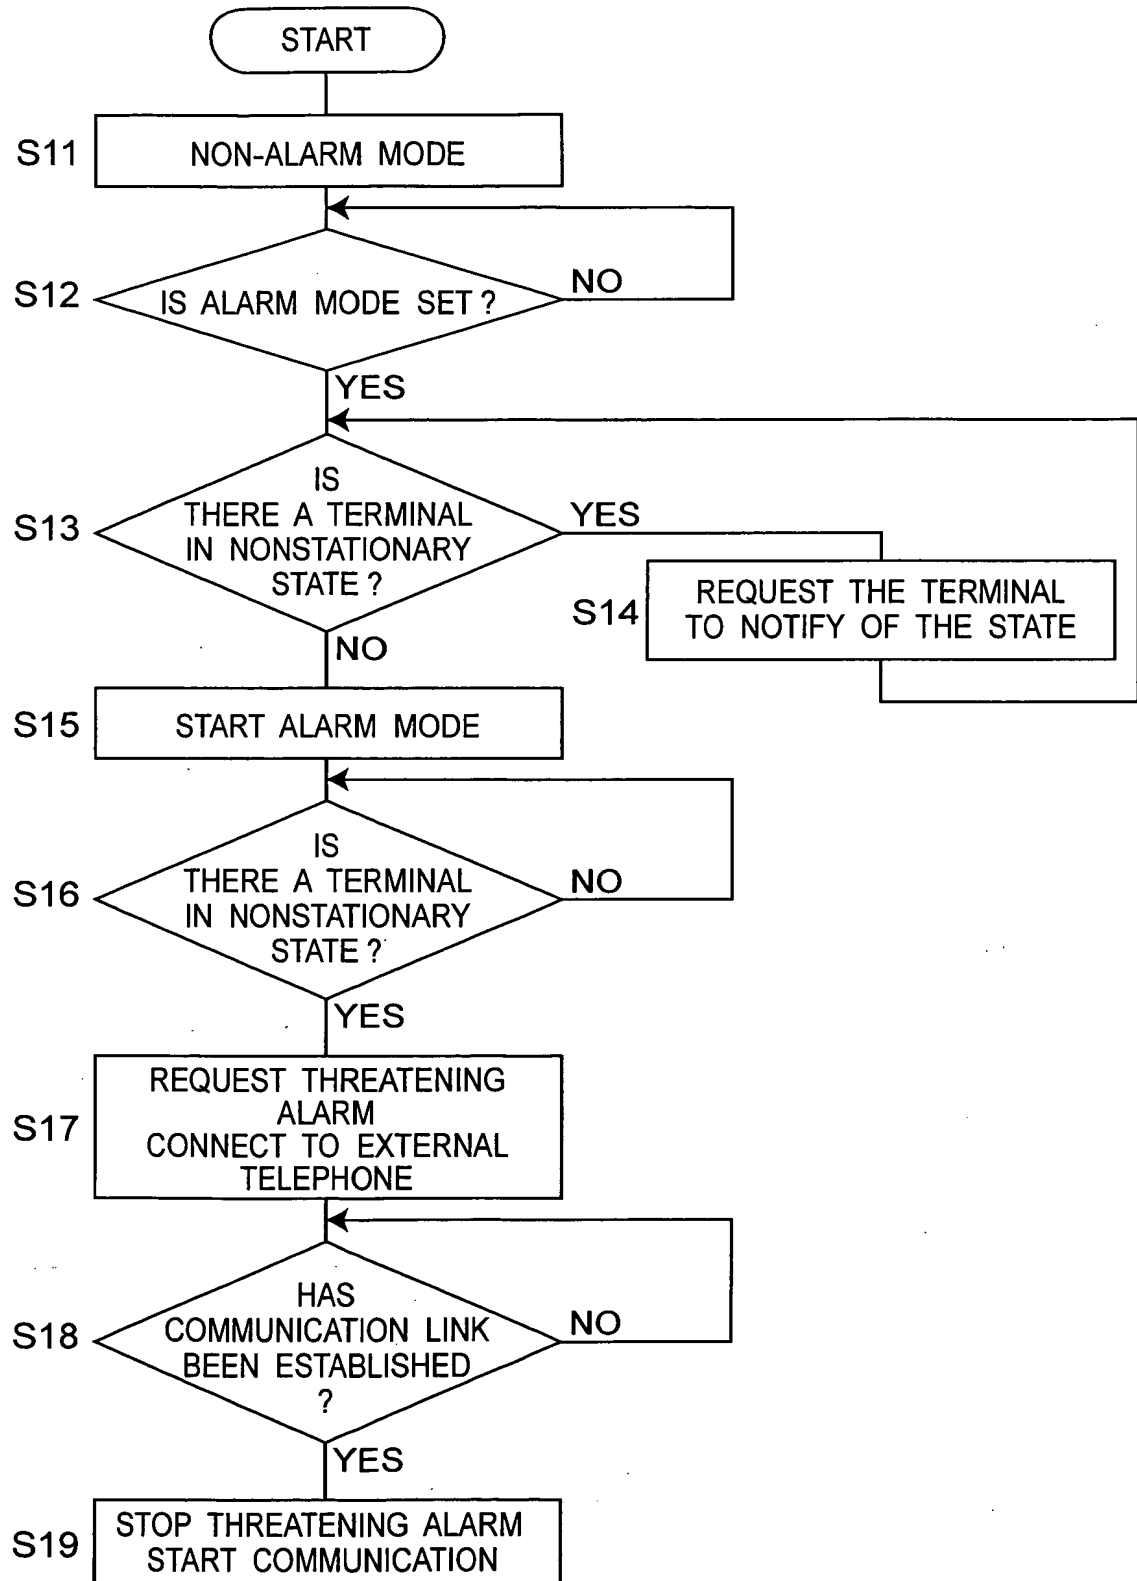 START
S11
NON-ALARM MODE
S12
IS ALARM MODE SET?
NO
YES
S13
IS
THERE A TERMINAL
IN NONSTATIONARY
STATE?
YES
S14
REQUEST THE TERMINAL
TO NOTIFY OF THE STATE
NO
S15
START ALARM MODE
S16
IS
THERE A TERMINAL
IN NONSTATIONARY
STATE?
NO
YES
S17
REQUEST THREATENING
ALARM
CONNECT TO EXTERNAL
TELEPHONE
S18
HAS
COMMUNICATION LINK
BEEN ESTABLISHED
?
NO
YES
S19
STOP THREATENING ALARM
START COMMUNICATION